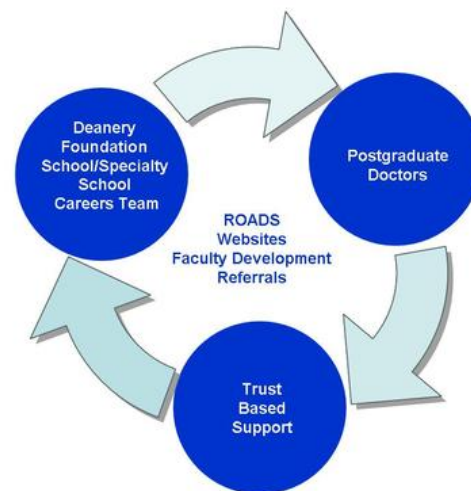 Deanery
Foundation
School/Specialty
School
Careers Team
Postgraduate
Doctors
ROADS
Websites
Faculty Development
Referrals
Trust
Based
Support